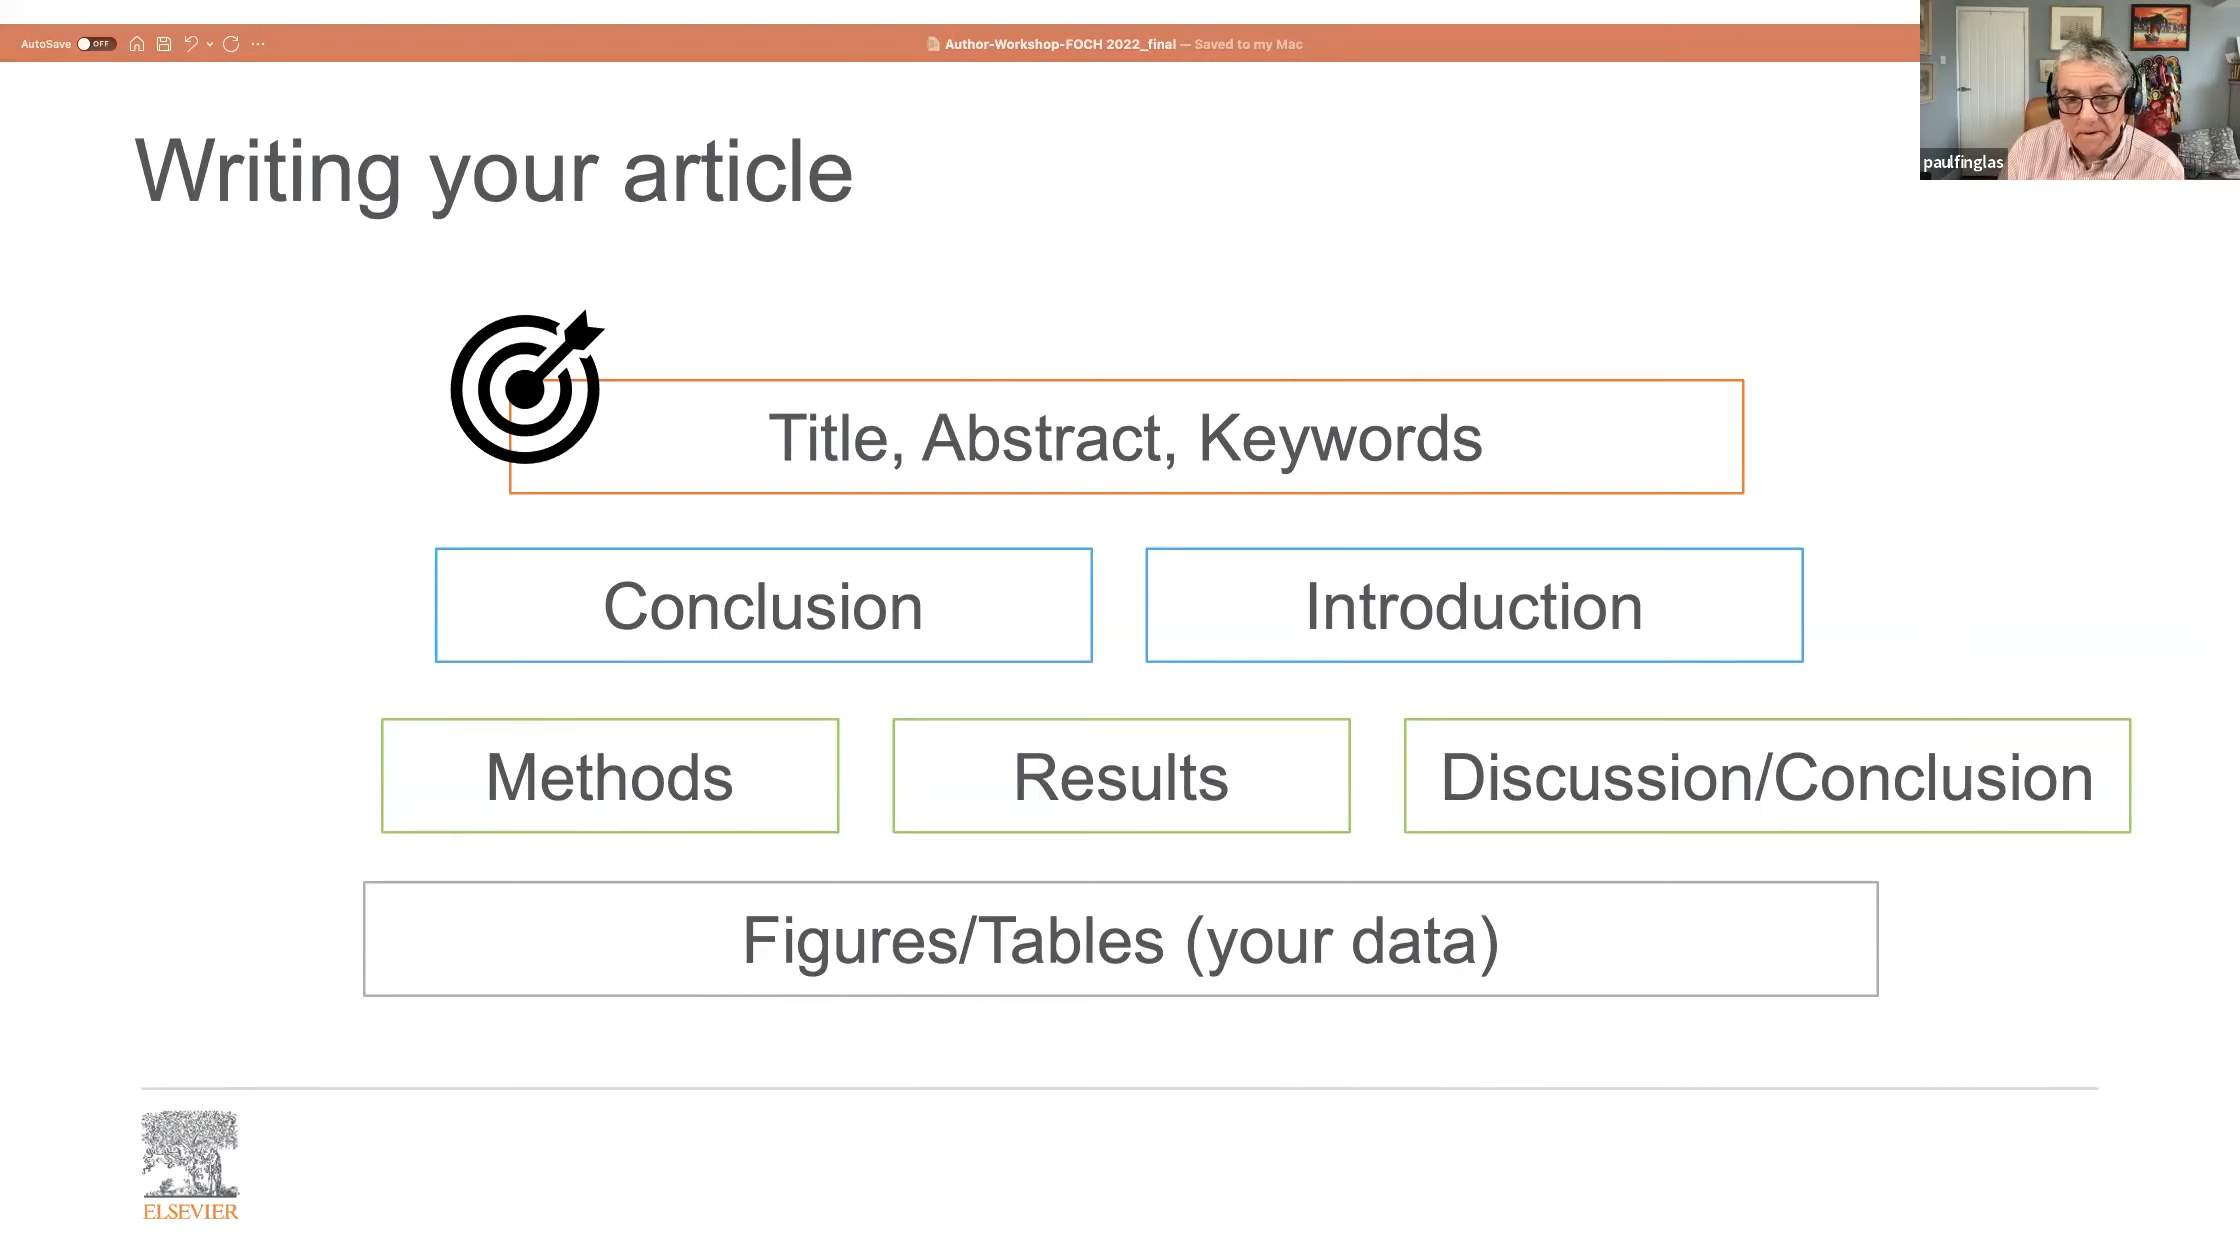 AutoSave OFF
Author-Workshop-FOCH 2022_final — Saved to my Mac
paulfinglas
Writing your article
Title, Abstract, Keywords
Conclusion
Introduction
Methods
Results
Discussion/Conclusion
Figures/Tables (your data)
ELSEVIER